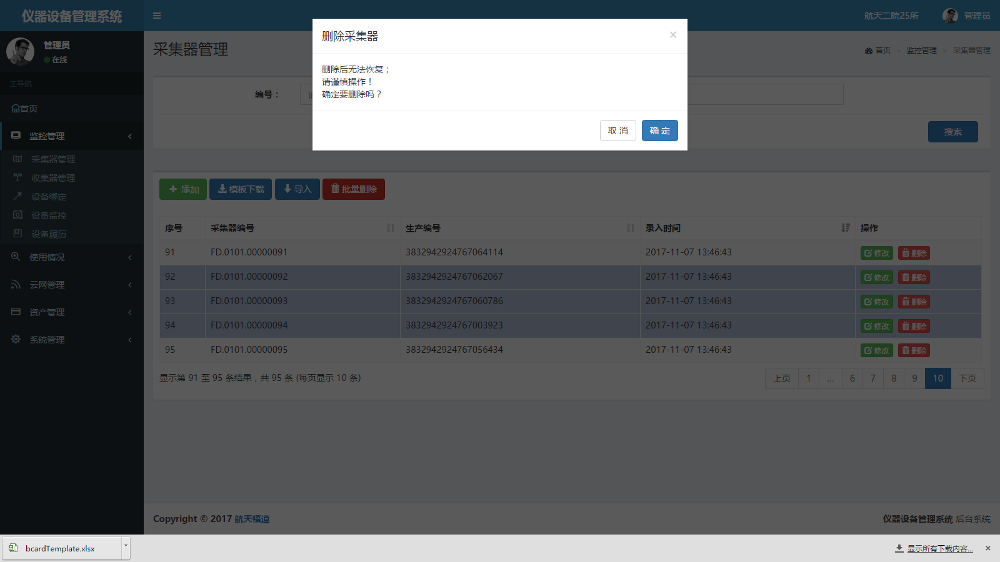 仪器设备管理系统
航天二院25所
管理员
管理员
在线
主导航
首页
监控管理
采集器管理
收集器管理
设备绑定
设备监控
设备履历
使用情况
云网管理
资产管理
系统管理
采集器管理
首页 > 监控管理 > 采集器管理
删除采集器
×
删除后无法恢复；
请谨慎操作！
确定要删除吗？
取 消
确 定
编号：
搜索
添加
模板下载
导入
批量删除
序号 采集器编号 生产编号 录入时间 操作
91 FD.0101.00000091 3832942924767064114 2017-11-07 13:46:43 修改 删除
92 FD.0101.00000092 3832942924767062067 2017-11-07 13:46:43 修改 删除
93 FD.0101.00000093 3832942924767060786 2017-11-07 13:46:43 修改 删除
94 FD.0101.00000094 3832942924767003923 2017-11-07 13:46:43 修改 删除
95 FD.0101.00000095 3832942924767056434 2017-11-07 13:46:43 修改 删除
显示第 91 至 95 条结果，共 95 条 (每页显示 10 条)
上页 1 ... 6 7 8 9 10 下页
Copyright © 2017 航天福道
仪器设备管理系统 后台系统
bcardTemplate.xlsx
显示所有下载内容...
×